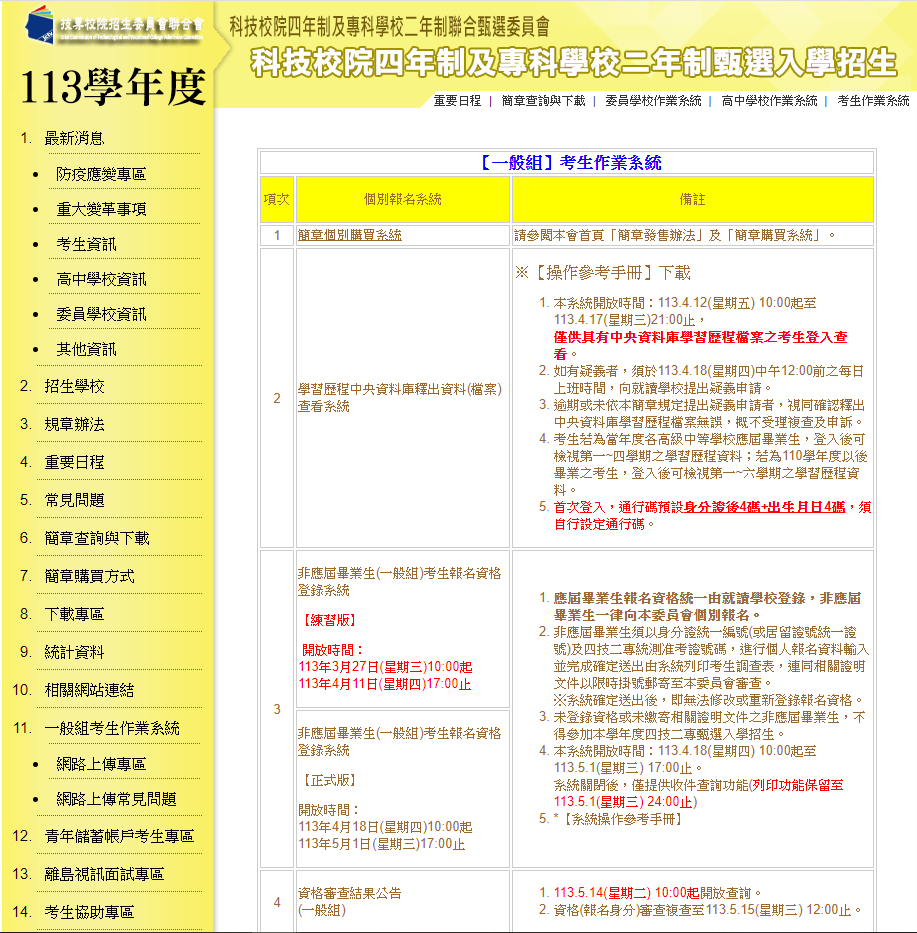 技專校院招生委員會聯合會
科技校院四年制及專科學校二年制聯合甄選委員會
科技校院四年制及專科學校二年制甄選入學招生
113學年度
重要日程 | 簡章查詢與下載 | 委員學校作業系統 | 高中學校作業系統 | 考生作業系統
1. 最新消息
• 防疫應變專區
• 重大變革事項
• 考生資訊
• 高中學校資訊
• 委員學校資訊
• 其他資訊
2. 招生學校
3. 規章辦法
4. 重要日程
5. 常見問題
6. 簡章查詢與下載
7. 簡章購買方式
8. 下載專區
9. 統計資料
10. 相關網站連結
11. 一般組考生作業系統
• 網路上傳專區
• 網路上傳常見問題
12. 青年儲蓄帳戶考生專區
13. 離島視訊面試專區
14. 考生協助專區
【一般組】考生作業系統
項次 個別報名系統 備註
1 簡章個別購買系統 請參閱本會首頁「簡章發售辦法」及「簡章購買系統」。
2
學習歷程中央資料庫釋出資料(檔案)
查看系統
※【操作參考手冊】下載
1. 本系統開放時間：113.4.12(星期五) 10:00起至
113.4.17(星期三)21:00止，
僅供具有中央資料庫學習歷程檔案之考生登入查
看。
2. 如有疑義者，須於113.4.18(星期四)中午12:00前之每日
上班時間，向就讀學校提出疑義申請。
3. 逾期或未依本簡章規定提出疑義申請者，視同確認釋出
中央資料庫學習歷程檔案無誤，概不受理複查及申訴。
4. 考生若為當年度各高級中等學校應屆畢業生，登入後可
檢視第一~四學期之學習歷程資料；若為110學年度以後
畢業之考生，登入後可檢視第一~六學期之學習歷程資
料。
5. 首次登入，通行碼預設身分證後4碼+出生月日4碼，須
自行設定通行碼。
3
非應屆畢業生(一般組)考生報名資格
登錄系統
【練習版】
開放時間：
113年3月27日(星期三)10:00起
113年4月11日(星期四)17:00止
非應屆畢業生(一般組)考生報名資格
登錄系統
【正式版】
開放時間：
113年4月18日(星期四)10:00起
113年5月1日(星期三)17:00止
1. 應屆畢業生報名資格統一由就讀學校登錄，非應屆
畢業生一律向本委員會個別報名。
2. 非應屆畢業生須以身分證統一編號(或居留證號統一證
號)及四技二專統測准考證號碼，進行個人報名資料輸入
並完成確定送出由系統列印考生調查表，連同相關證明
文件以限時掛號郵寄至本委員會審查。
※系統確定送出後，即無法修改或重新登錄報名資格。
3. 未登錄資格或未繳寄相關證明文件之非應屆畢業生，不
得參加本學年度四技二專甄選入學招生。
4. 本系統開放時間：113.4.18(星期四) 10:00起至
113.5.1(星期三) 17:00止。
系統關閉後，僅提供收件查詢功能(列印功能保留至
113.5.1(星期三) 24:00止)
5. *【系統操作參考手冊】
4
資格審查結果公告
(一般組)
1. 113.5.14(星期二) 10:00起開放查詢。
2. 資格(報名身分)審查複查至113.5.15(星期三) 12:00止。